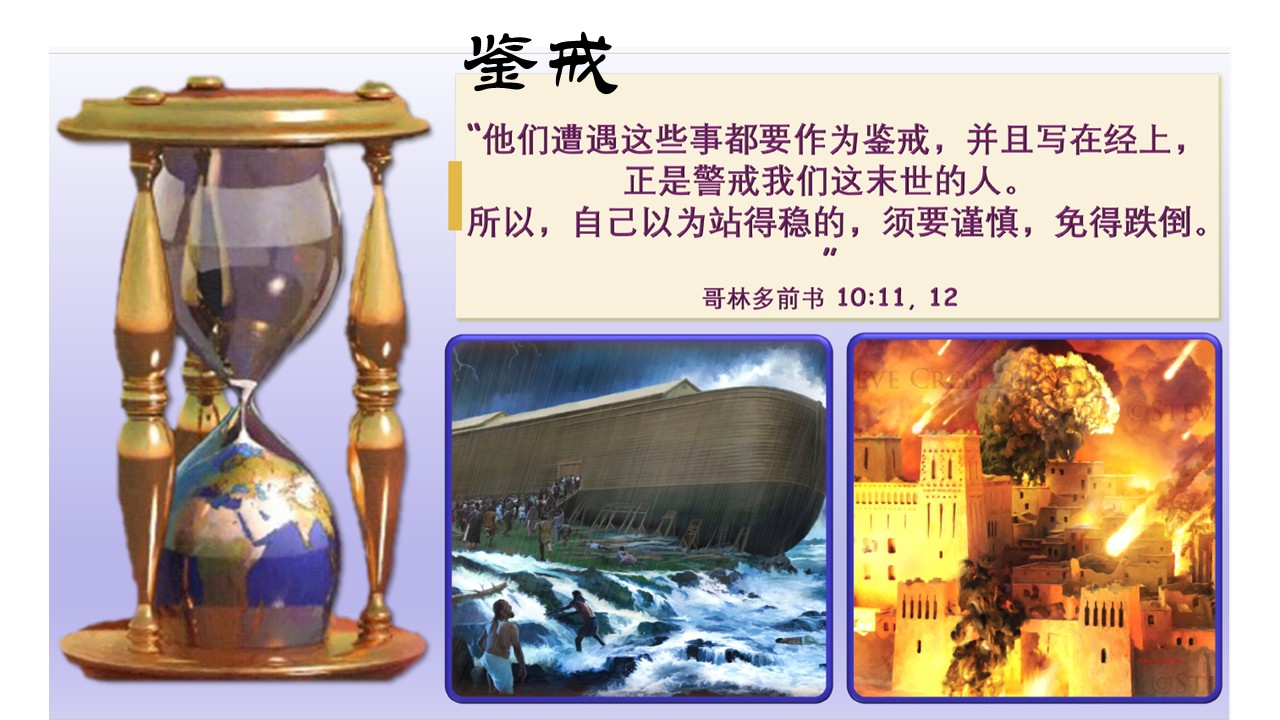 鉴戒
“他们遭遇这些事都要作为鉴戒，并且写在经上，
正是警戒我们这末世的人。
所以，自己以为站得稳的，须要谨慎，免得跌倒。
”
哥林多前书 10:11, 12